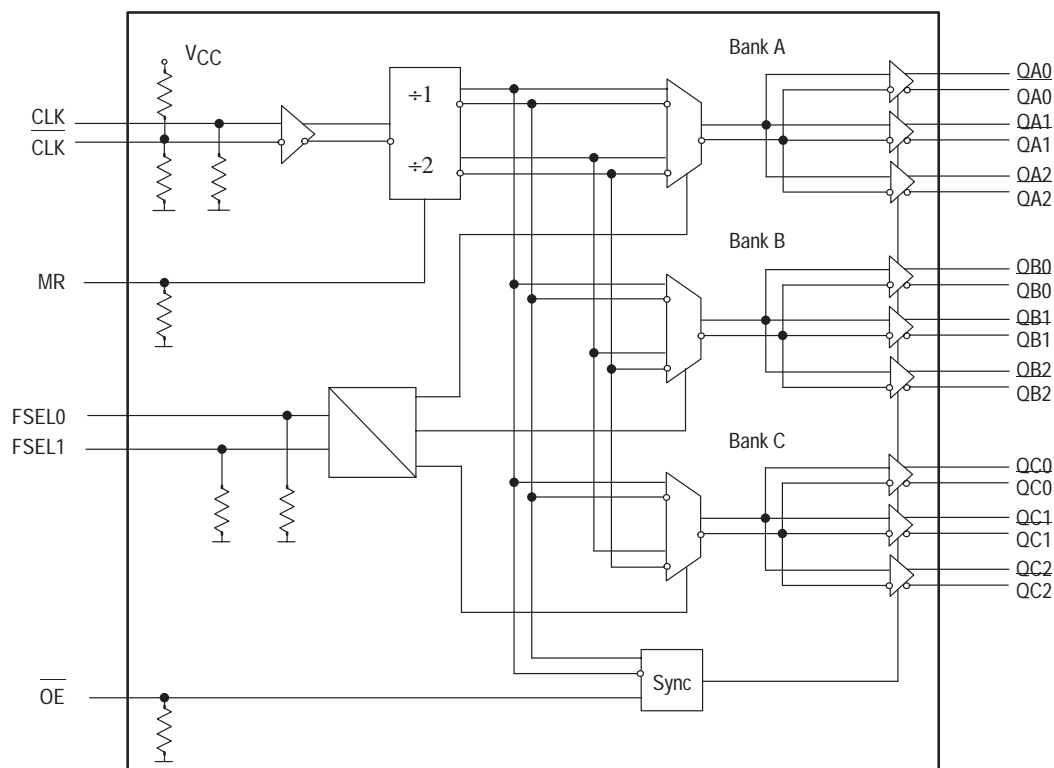 Bank A
V CC
QA0
QA0
CLK
÷1
CLK
QA1
QA1
÷2
QA2
QA2
Bank B
MR
QB0
QB0
QB1
QB1
QB2
QB2
FSEL0
FSEL1
Bank C
QC0
QC0
QC1
QC1
QC2
QC2
OE
Sync